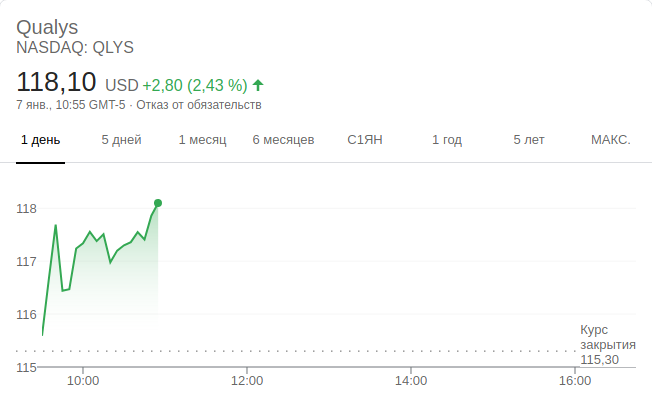 Qualys
NASDAQ: QLYS
118,10 USD +2,80 (2,43 %)
7 янв., 10:55 GMT-5 · Отказ от обязательств
1 день 5 дней 1 месяц 6 месяцев С1ЯН 1 год 5 лет МАКС.
118
117
116
Курс
закрытия
115,30
115
10:00 12:00 14:00 16:00